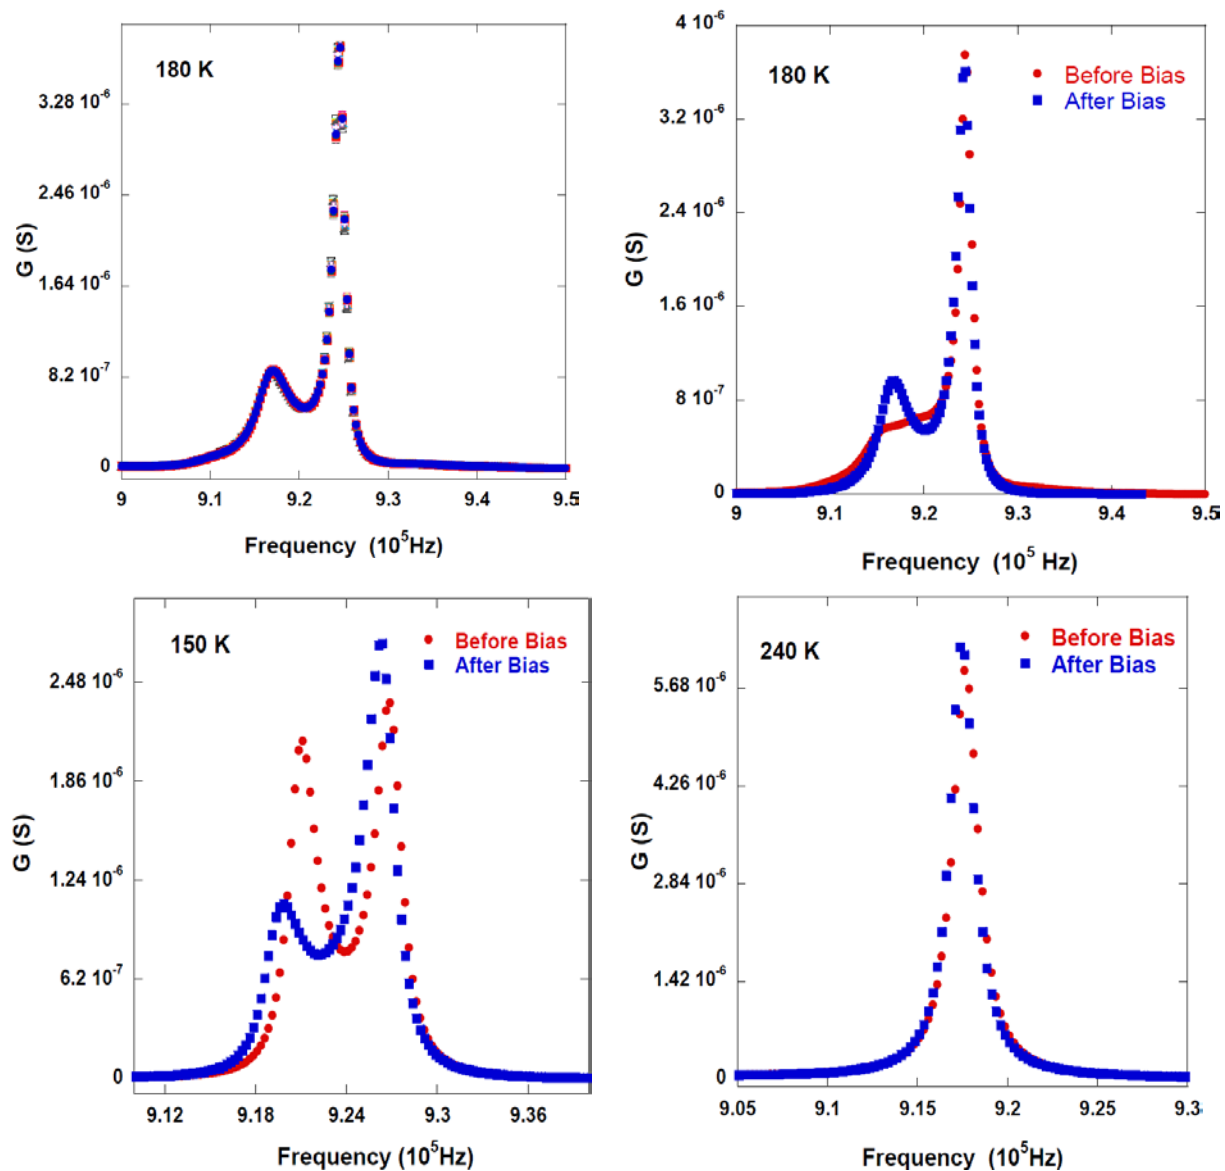 180 K
3.28 10⁻⁶
2.46 10⁻⁶
1.64 10⁻⁶
8.2 10⁻⁷
0
G (S)
9 9.1 9.2 9.3 9.4 9.5
Frequency (10⁵Hz)
4 10⁻⁶
3.2 10⁻⁶
2.4 10⁻⁶
1.6 10⁻⁶
8 10⁻⁷
0
G (S)
180 K
Before Bias
After Bias
9 9.1 9.2 9.3 9.4 9.5
Frequency (10⁵ Hz)
150 K
Before Bias
After Bias
2.48 10⁻⁶
1.86 10⁻⁶
1.24 10⁻⁶
6.2 10⁻⁷
0
G (S)
9.12 9.18 9.24 9.3 9.36
Frequency (10⁵Hz)
240 K
Before Bias
After Bias
5.68 10⁻⁶
4.26 10⁻⁶
2.84 10⁻⁶
1.42 10⁻⁶
0
G (S)
9.05 9.1 9.15 9.2 9.25 9.3
Frequency (10⁵Hz)